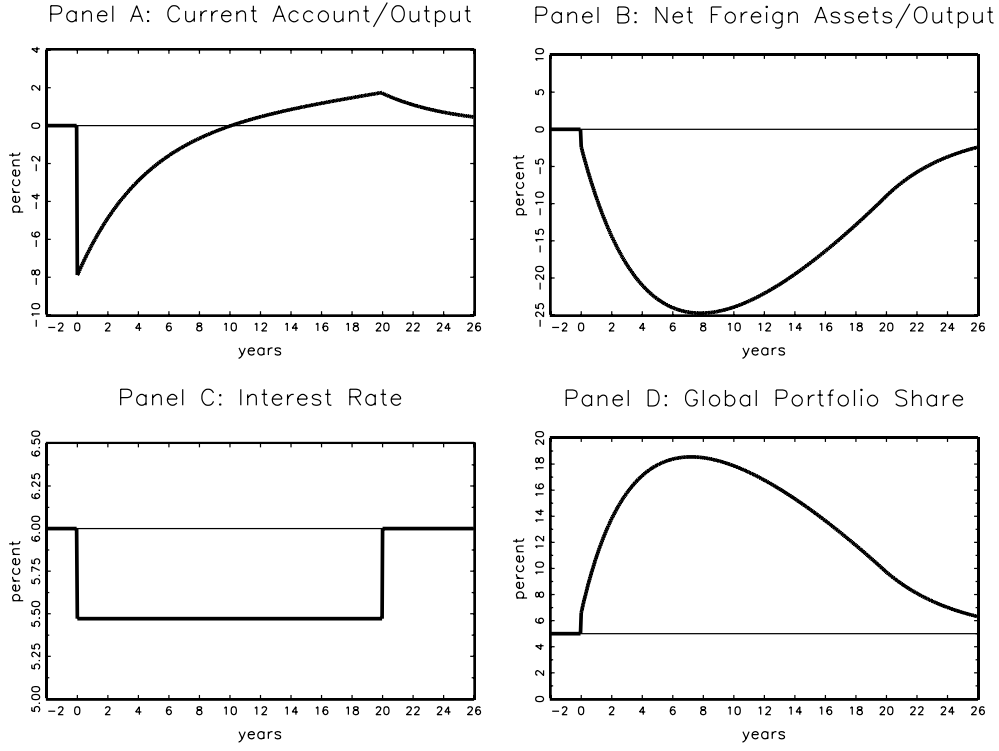 Panel A: Current Account/Output
percent
4
2
0
−2
−4
−6
−8
−10
−2 0 2 4 6 8 10 12 14 16 18 20 22 24 26
years
Panel B: Net Foreign Assets/Output
percent
10
5
0
−5
−10
−15
−20
−25
−2 0 2 4 6 8 10 12 14 16 18 20 22 24 26
years
Panel C: Interest Rate
percent
6.50
6.25
6.00
5.75
5.50
5.25
5.00
−2 0 2 4 6 8 10 12 14 16 18 20 22 24 26
years
Panel D: Global Portfolio Share
percent
20
18
16
14
12
10
8
6
4
2
0
−2 0 2 4 6 8 10 12 14 16 18 20 22 24 26
years